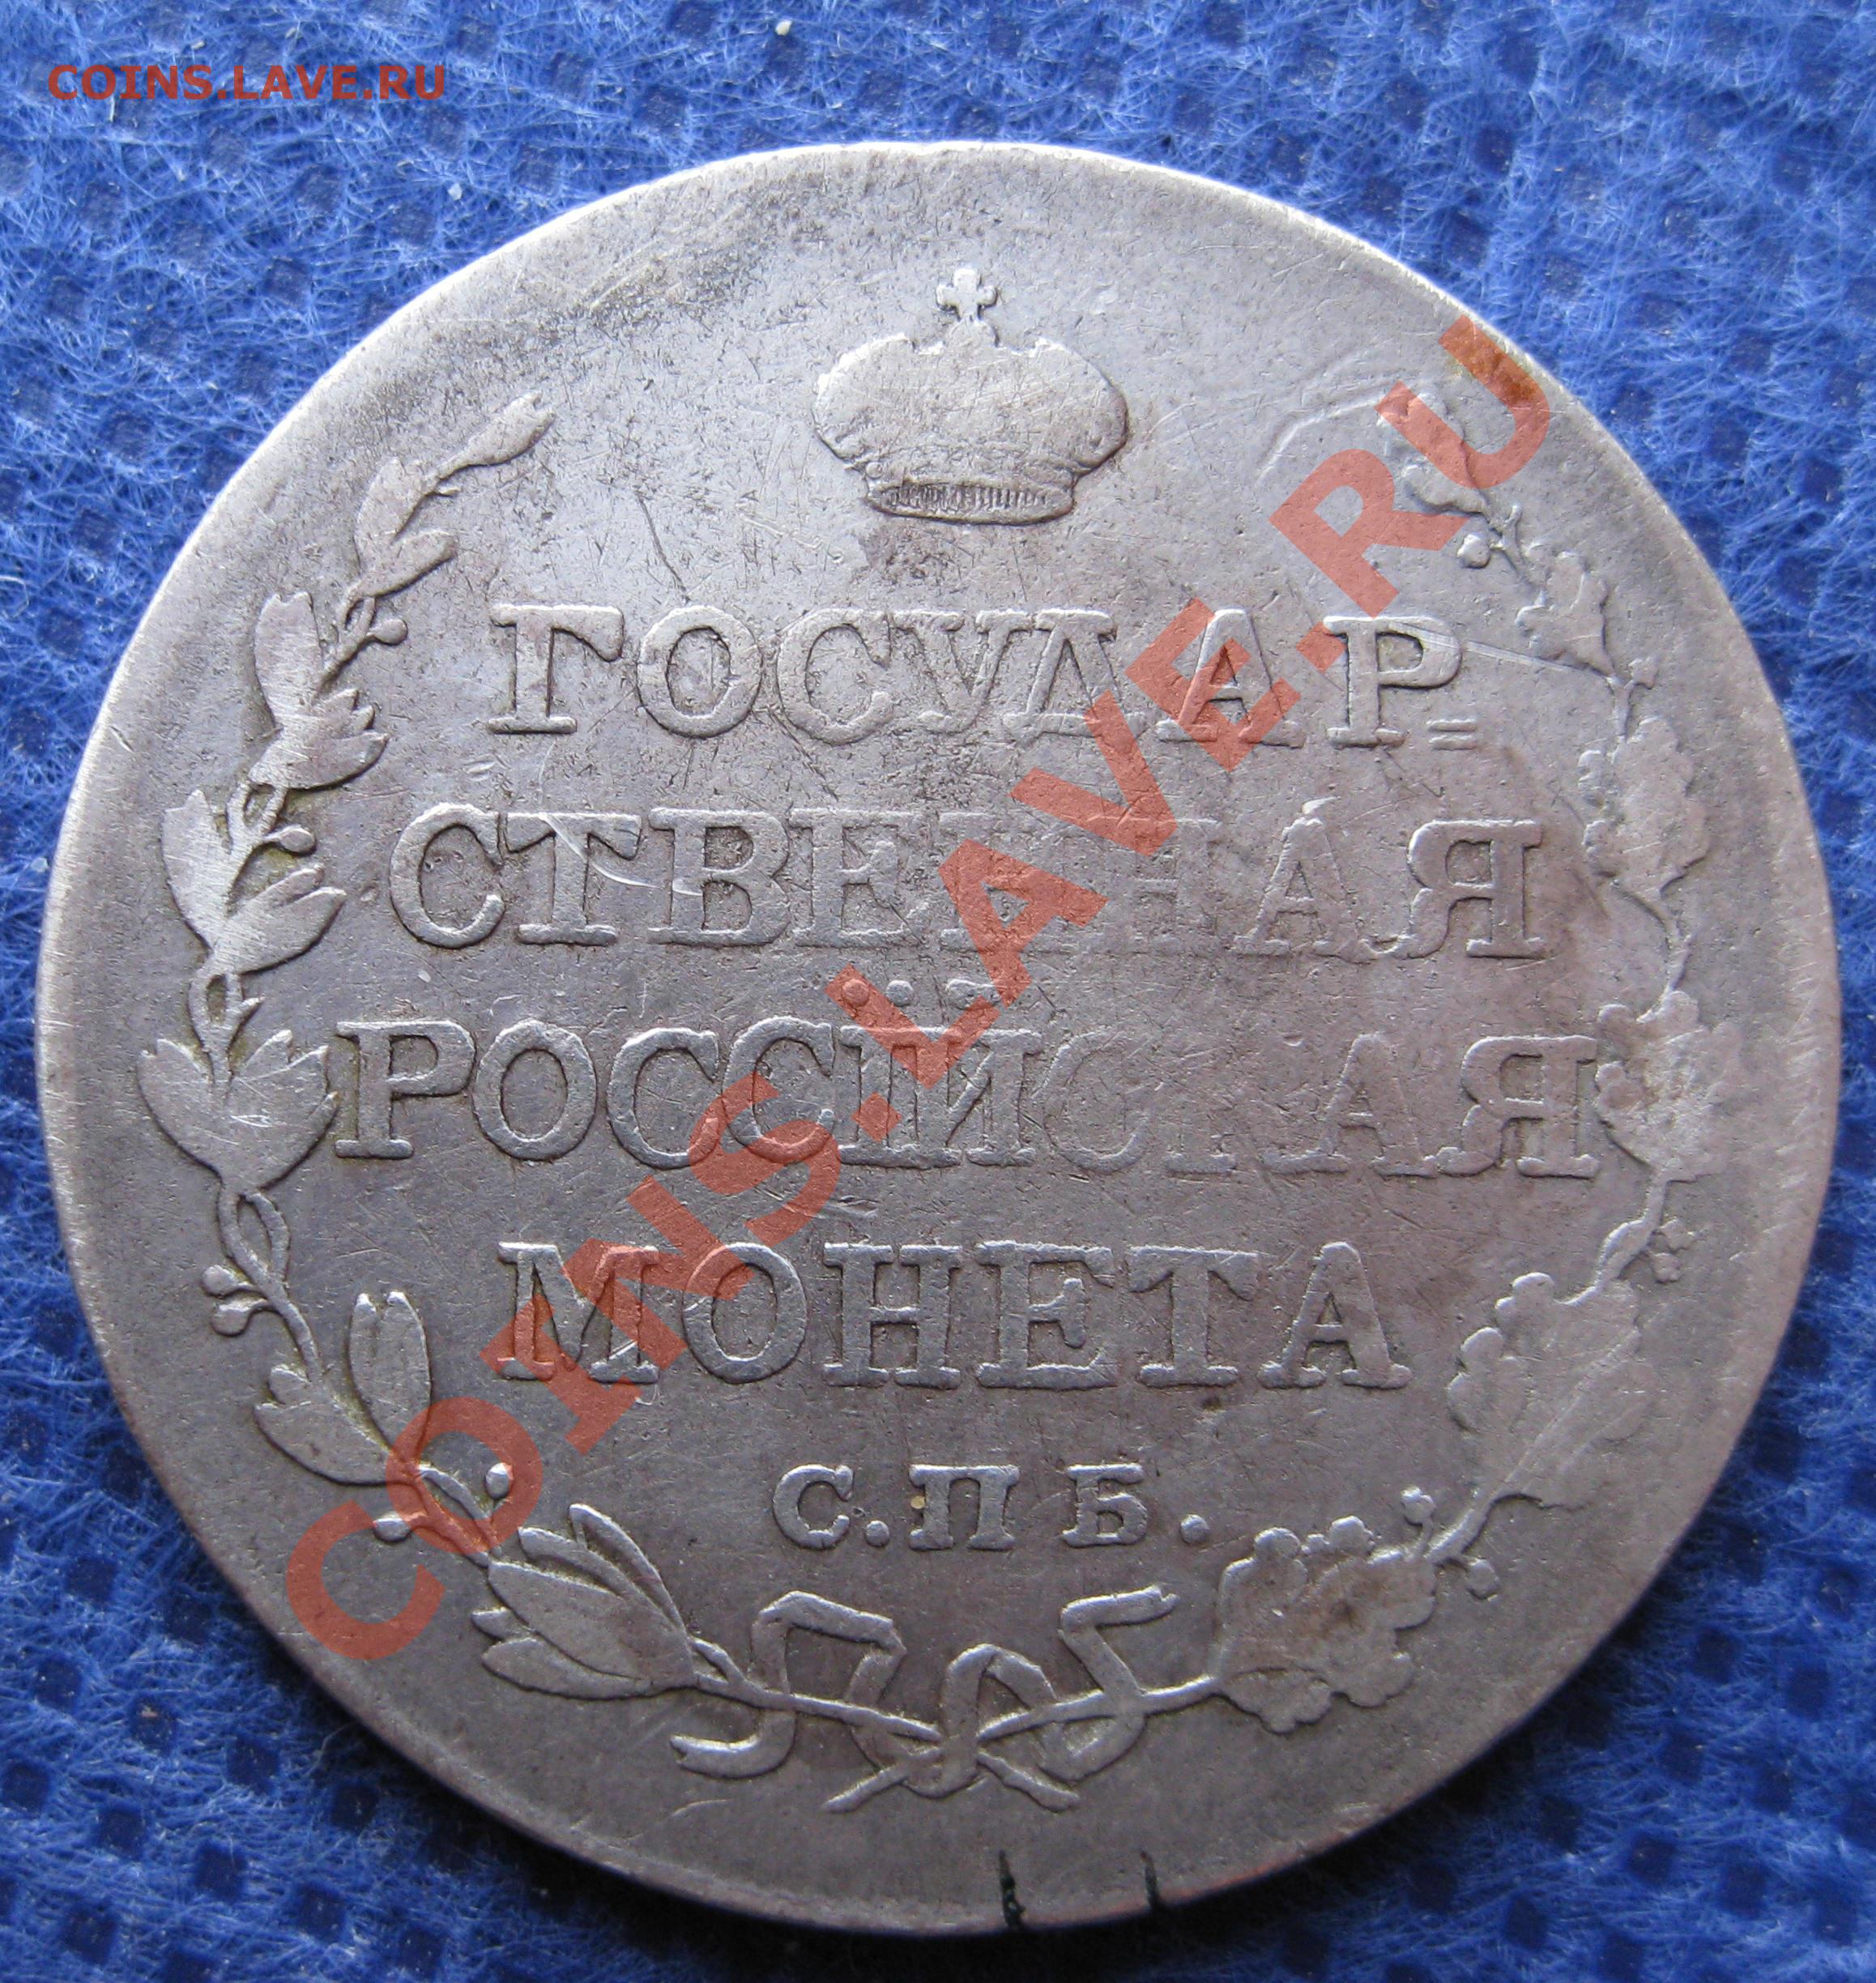 COINS.LAVE.RU
ГОСУДАР=
СТВЕННАЯ
РОССІЙСКАЯ
МОНЕТА
С.П Б.
COINS.LAVE.RU